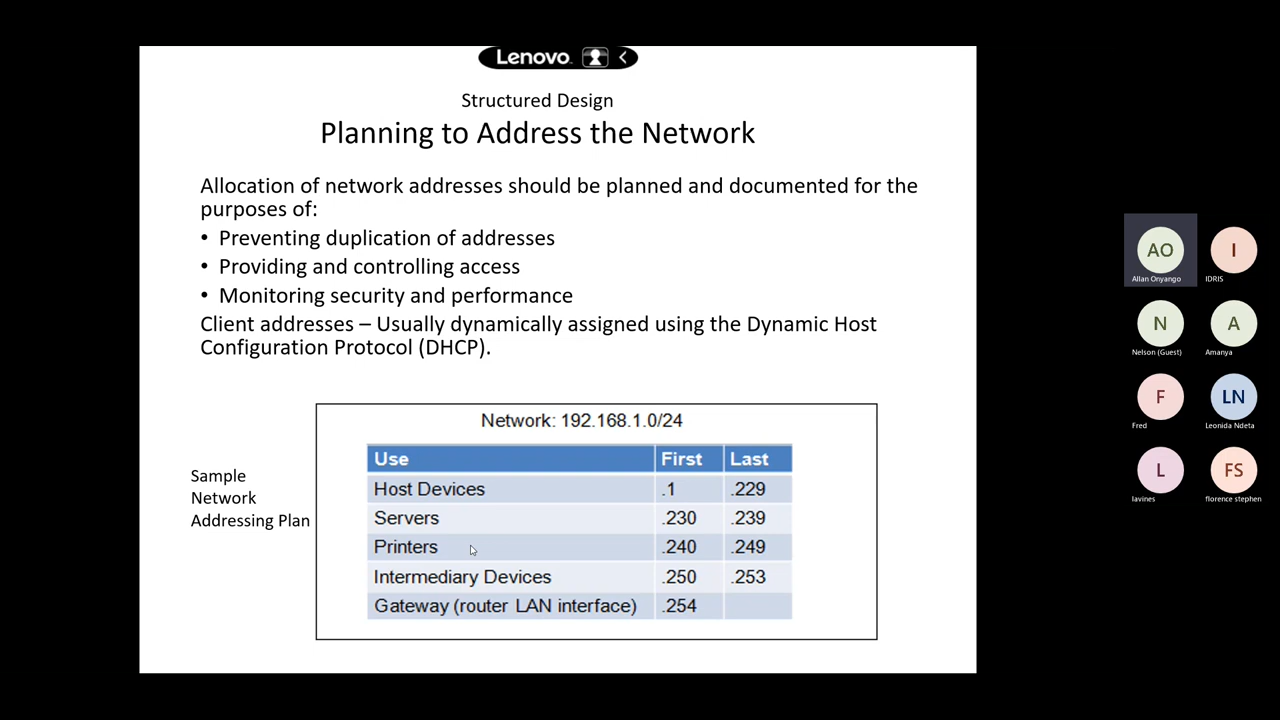 Lenovo
Structured Design
Planning to Address the Network
Allocation of network addresses should be planned and documented for the
purposes of:
• Preventing duplication of addresses
• Providing and controlling access
• Monitoring security and performance
Client addresses – Usually dynamically assigned using the Dynamic Host
Configuration Protocol (DHCP).
Sample
Network
Addressing Plan
Network: 192.168.1.0/24
Use First Last
Host Devices .1 .229
Servers .230 .239
Printers .240 .249
Intermediary Devices .250 .253
Gateway (router LAN interface) .254
AO I
Allan Onyango IDRIS
N A
Nelson (Guest) Amanya
F LN
Fred Leonida Ndeta
L FS
lavines florence stephen